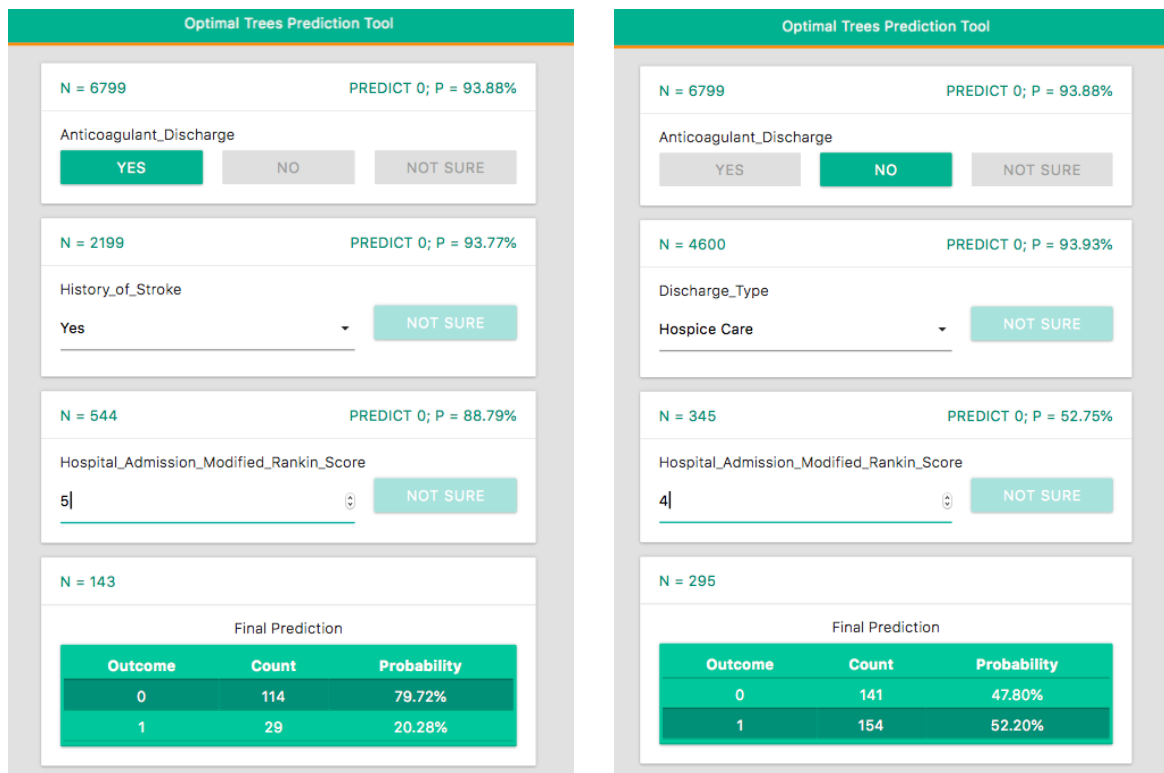 Optimal Trees Prediction Tool
N = 6799 PREDICT 0; P = 93.88%
Anticoagulant_Discharge
YES NO NOT SURE
N = 2199 PREDICT 0; P = 93.77%
History_of_Stroke
Yes NOT SURE
N = 544 PREDICT 0; P = 88.79%
Hospital_Admission_Modified_Rankin_Score
5 NOT SURE
N = 143
Final Prediction
Outcome Count Probability
0 114 79.72%
1 29 20.28%
Optimal Trees Prediction Tool
N = 6799 PREDICT 0; P = 93.88%
Anticoagulant_Discharge
YES NO NOT SURE
N = 4600 PREDICT 0; P = 93.93%
Discharge_Type
Hospice Care NOT SURE
N = 345 PREDICT 0; P = 52.75%
Hospital_Admission_Modified_Rankin_Score
4 NOT SURE
N = 295
Final Prediction
Outcome Count Probability
0 141 47.80%
1 154 52.20%